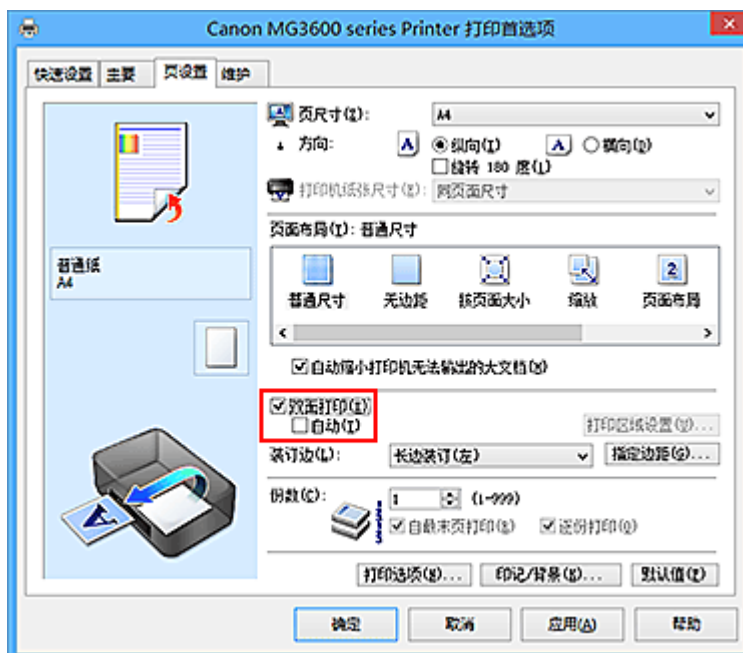 Canon MG3600 series Printer 打印首选项
快速设置 主要 页设置 维护
页尺寸(Z): A4
方向: A 纵向(I) A 横向(D)
旋转 180 度(L)
打印机纸张尺寸(E): 同页面尺寸
页面布局(Y): 普通尺寸
普通纸
A4
普通尺寸 无边距 按页面大小 缩放 2 页面布局
自动缩小打印机无法输出的大文档(W)
双面打印(X)
自动(T)
打印区域设置(U)...
装订边(L): 长边装订(左) 指定边距(G)...
份数(C): 1 (1-999)
自最末页打印(S) 逐份打印(O)
打印选项(N)... 印记/背景(K)... 默认值(F)
确定 取消 应用(A) 帮助